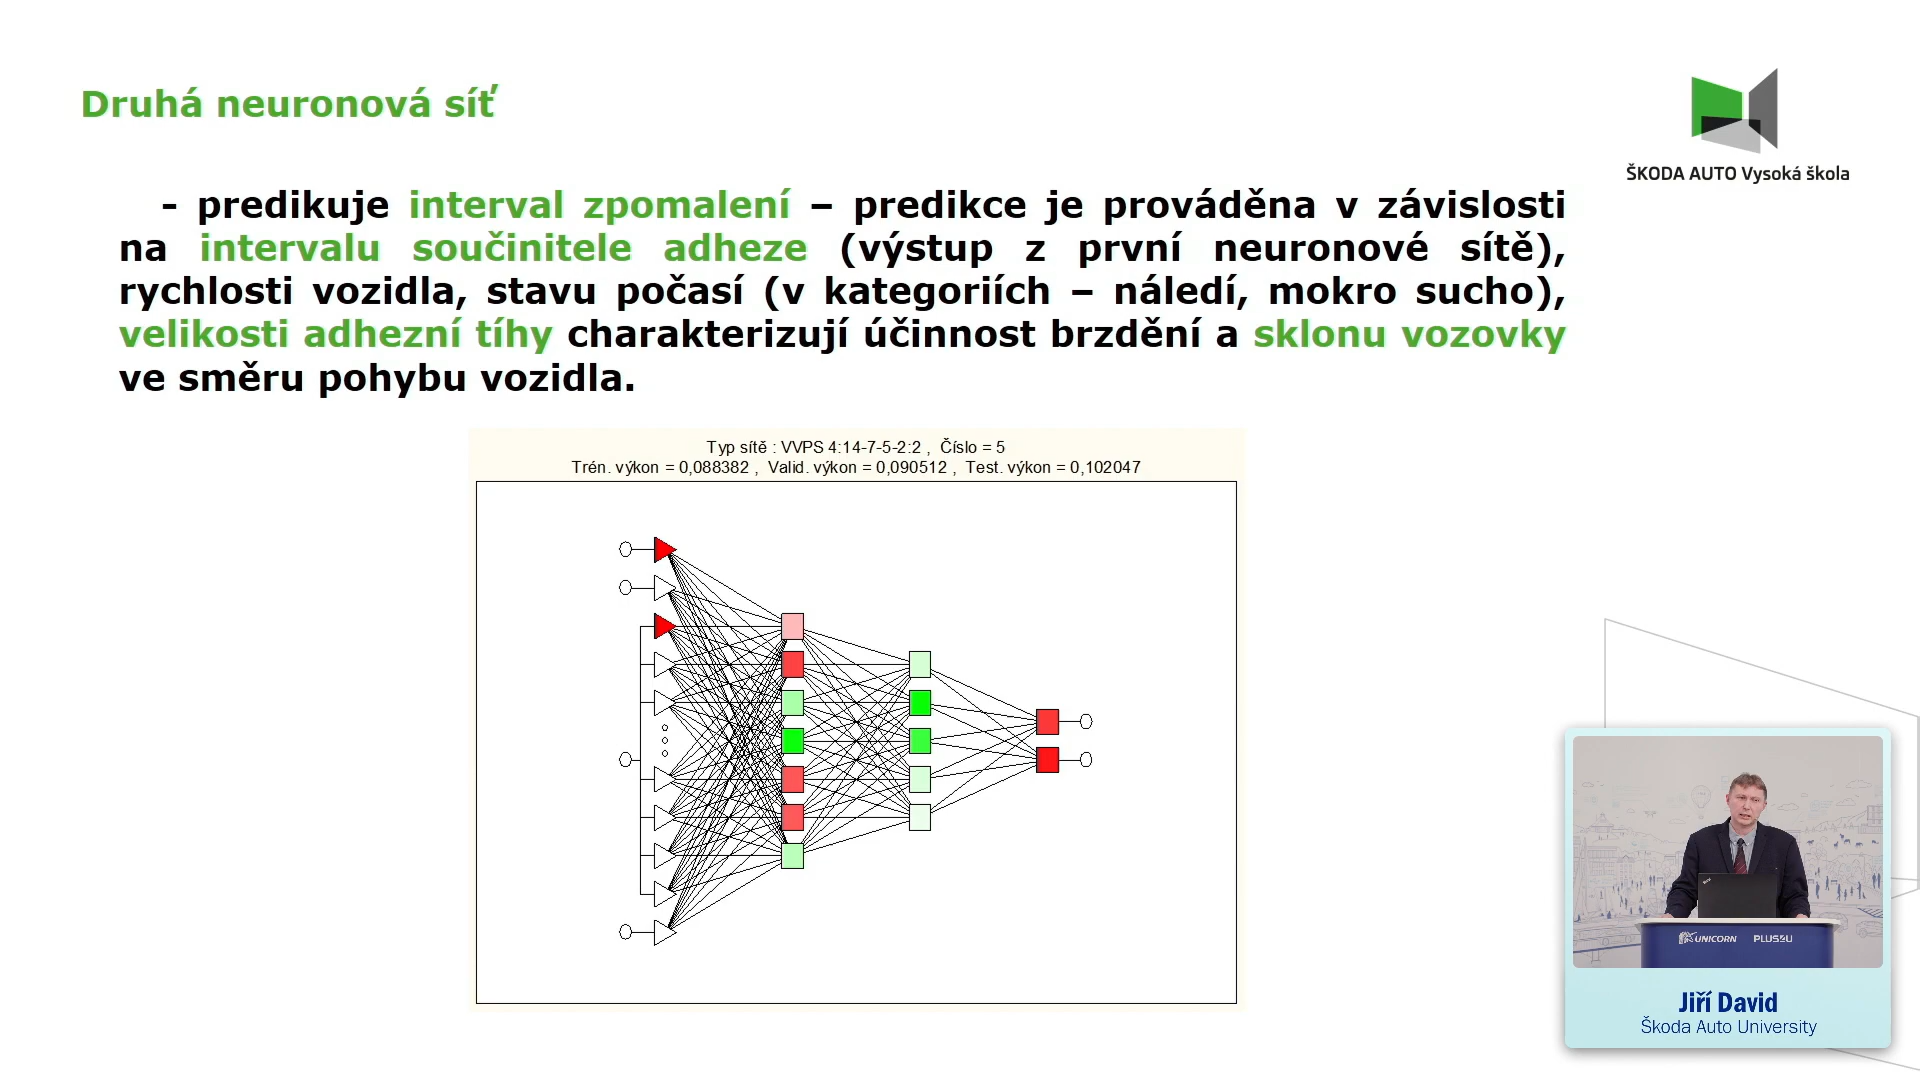 Druhá neuronová síť
ŠKODA AUTO Vysoká škola
- predikuje interval zpomalení – predikce je prováděna v závislosti
na intervalu součinitele adheze (výstup z první neuronové sítě),
rychlosti vozidla, stavu počasí (v kategoriích – náledí, mokro sucho),
velikosti adhezní tíhy charakterizují účinnost brzdění a sklonu vozovky
ve směru pohybu vozidla.
Typ sítě : VVPS 4:14-7-5-2:2 ,  Číslo = 5
Trén. výkon = 0,088382 ,  Valid. výkon = 0,090512 ,  Test. výkon = 0,102047
UNICORN PLUS4U
Jiří David
Škoda Auto University